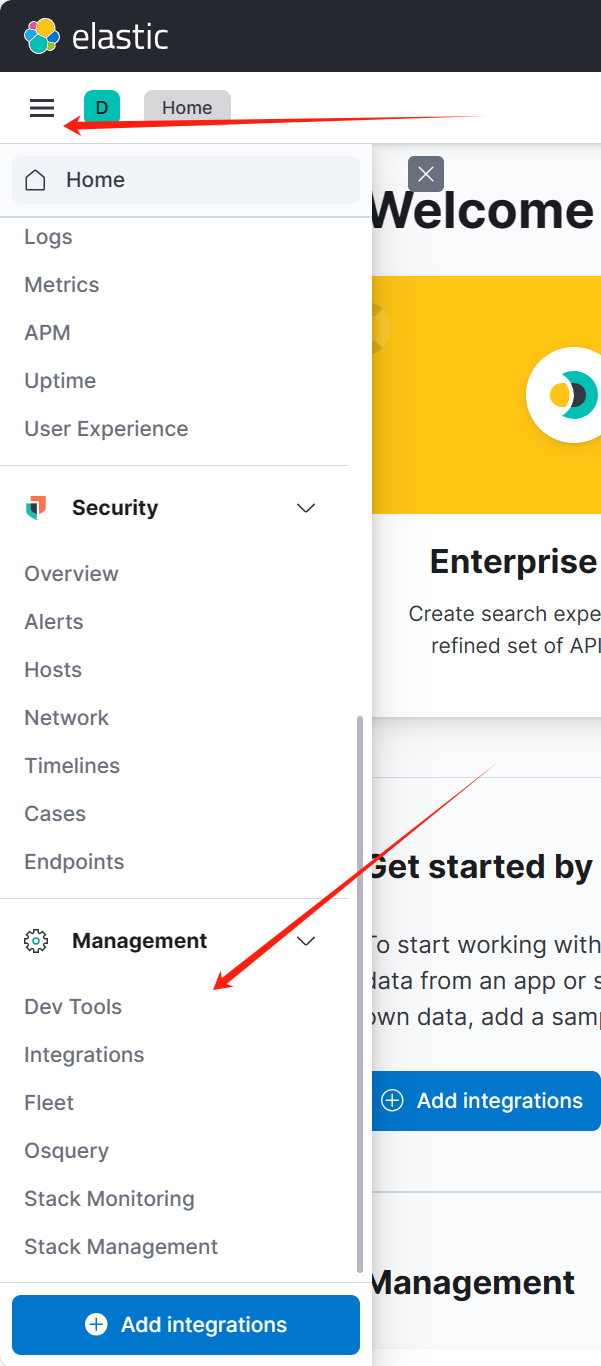 elastic
D
Home
Home
Logs
Metrics
APM
Uptime
User Experience
Security
Overview
Alerts
Hosts
Network
Timelines
Cases
Endpoints
Management
Dev Tools
Integrations
Fleet
Osquery
Stack Monitoring
Stack Management
Add integrations
Welcome
Enterprise
Create search expe
refined set of API
Get started by
To start working with
data from an app or s
own data, add a samp
Add integrations
Management